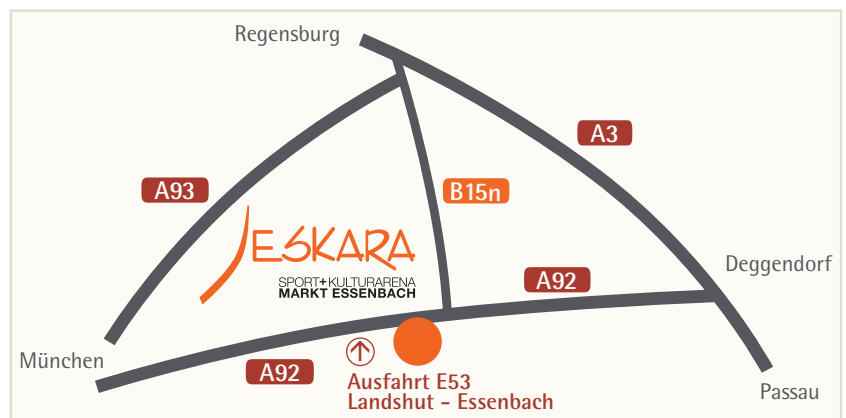 Regensburg
A3
A93
B15n
ESKARA
SPORT+KULTURARENA
MARKT ESSENBACH
Deggendorf
A92
München
A92
Ausfahrt E53
Landshut - Essenbach
Passau